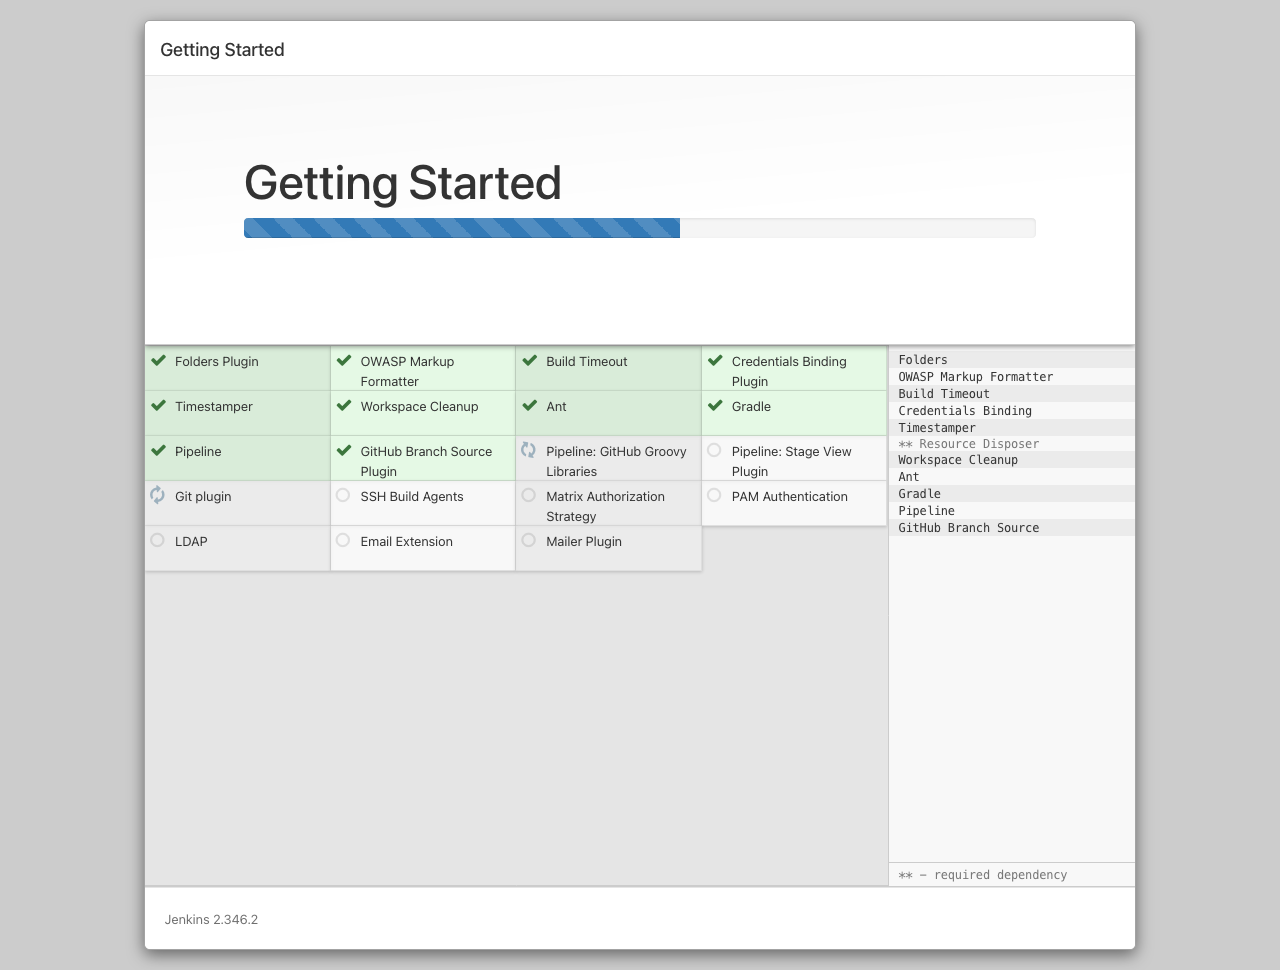 Getting Started
Getting Started
Folders Plugin
OWASP Markup
Formatter
Build Timeout
Credentials Binding
Plugin
Timestamper
Workspace Cleanup
Ant
Gradle
Pipeline
GitHub Branch Source
Plugin
Pipeline: GitHub Groovy
Libraries
Pipeline: Stage View
Plugin
Git plugin
SSH Build Agents
Matrix Authorization
Strategy
PAM Authentication
LDAP
Email Extension
Mailer Plugin
Folders
OWASP Markup Formatter
Build Timeout
Credentials Binding
Timestamper
** Resource Disposer
Workspace Cleanup
Ant
Gradle
Pipeline
GitHub Branch Source
** - required dependency
Jenkins 2.346.2